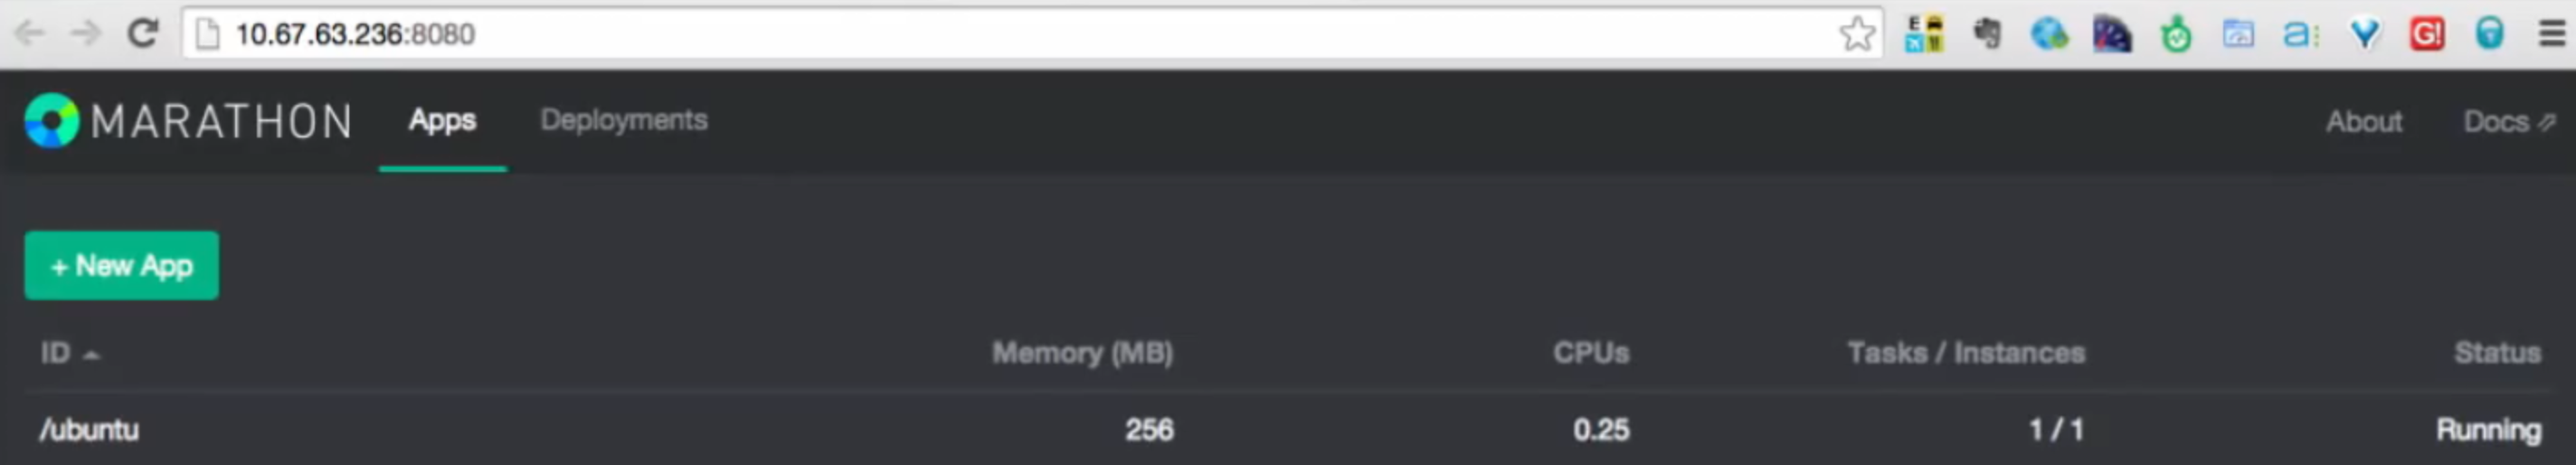 10.67.63.236:8080
MARATHON Apps Deployments About Docs
+ New App
ID Memory (MB) CPUs Tasks / Instances Status
/ubuntu 256 0.25 1 / 1 Running